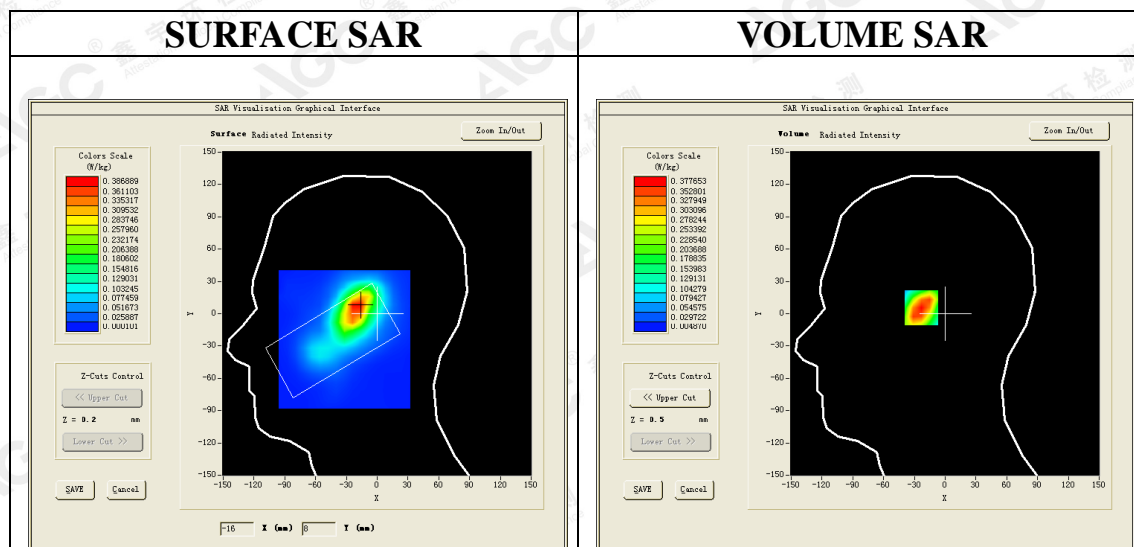 SURFACE SAR
VOLUME SAR
SAR Visualisation Graphical Interface
Surface Radiated Intensity
Zoom In/Out
Colors Scale
(W/kg)
0.386889
0.361103
0.335317
0.309532
0.283746
0.257960
0.232174
0.206388
0.180602
0.154816
0.129031
0.103245
0.077459
0.051673
0.025887
0.000101
Z-Cuts Control
<< Upper Cut
Z = 0.2 mm
Lower Cut >>
SAVE Cancel
150
120
90
60
30
0
-30
-60
-90
-120
-150
Y
-150 -120 -90 -60 -30 0 30 60 90 120 150
X
-16 X (mm) 8 Y (mm)
SAR Visualisation Graphical Interface
Volume Radiated Intensity
Zoom In/Out
Colors Scale
(W/kg)
0.377653
0.352801
0.327949
0.303096
0.278244
0.253392
0.228540
0.203688
0.178835
0.153983
0.129131
0.104279
0.079427
0.054575
0.029722
0.004870
Z-Cuts Control
<< Upper Cut
Z = 0.5 mm
Lower Cut >>
SAVE Cancel
150
120
90
60
30
0
-30
-60
-90
-120
-150
Y
-150 -120 -90 -60 -30 0 30 60 90 120 150
X